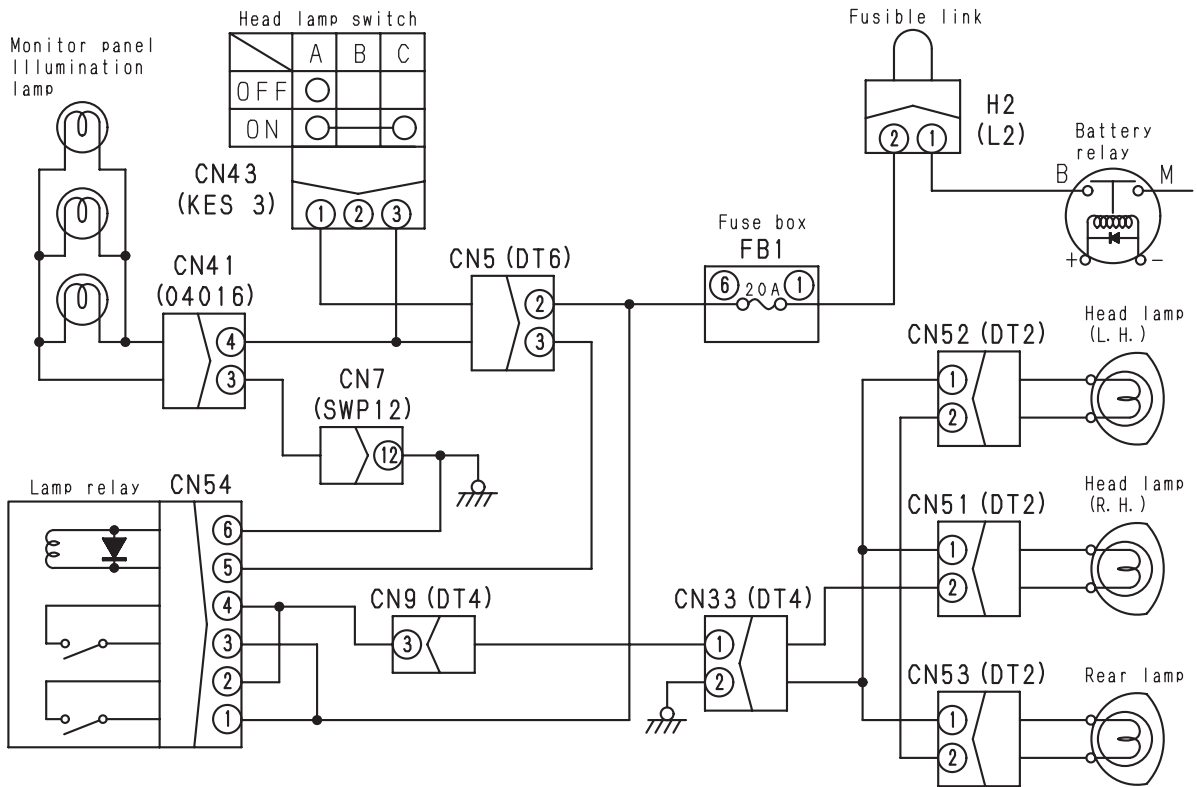 Head lamp switch
A B C
OFF
ON
Fusible link
Monitor panel
Illumination
lamp
CN43
(KES 3)
1 2 3
H2
(L2)
2 1
Battery
relay
B M
+ -
Fuse box
FB1
6 20A 1
CN5 (DT6)
2
3
CN41
(04016)
4
3
CN7
(SWP12)
12
CN52 (DT2)
1
2
Head lamp
(L. H.)
Lamp relay CN54
6
5
4
3
2
1
CN51 (DT2)
1
2
Head lamp
(R. H.)
CN9 (DT4)
3
CN33 (DT4)
1
2
CN53 (DT2)
1
2
Rear lamp